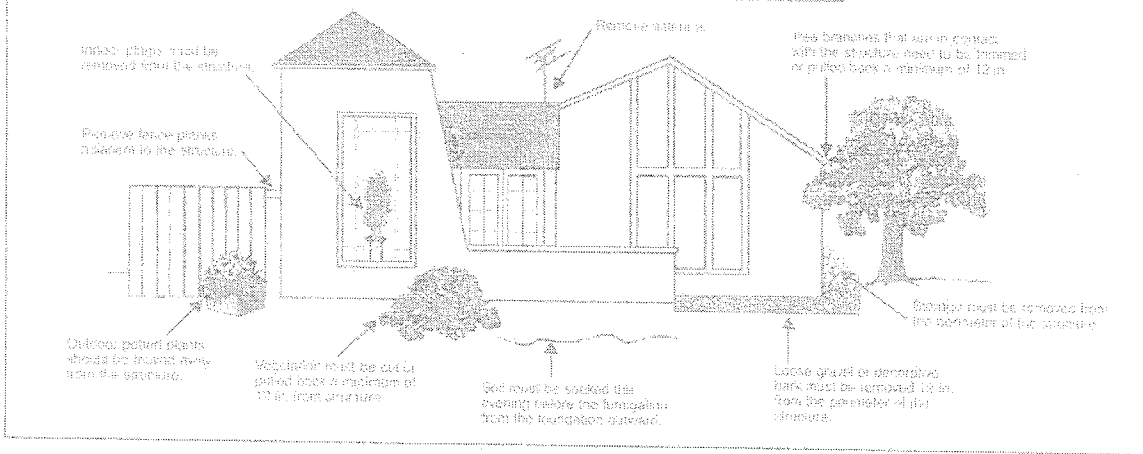 Remove antenna.
Indoor plants must be
removed from the structure.
Tree branches that are in contact
with the structure need to be trimmed
or pulled back a minimum of 12 in.
Remove fence planks
adjacent to the structure.
Outdoor potted plants
should be moved away
from the structure.
Vegetation must be cut or
pulled back a minimum of
12 in. from structure.
Soil must be soaked the
evening before the fumigation
from the foundation outward.
Loose gravel or decorative
bark must be removed 12 in.
from the perimeter of the
structure.
must be removed from
the perimeter of the structure.